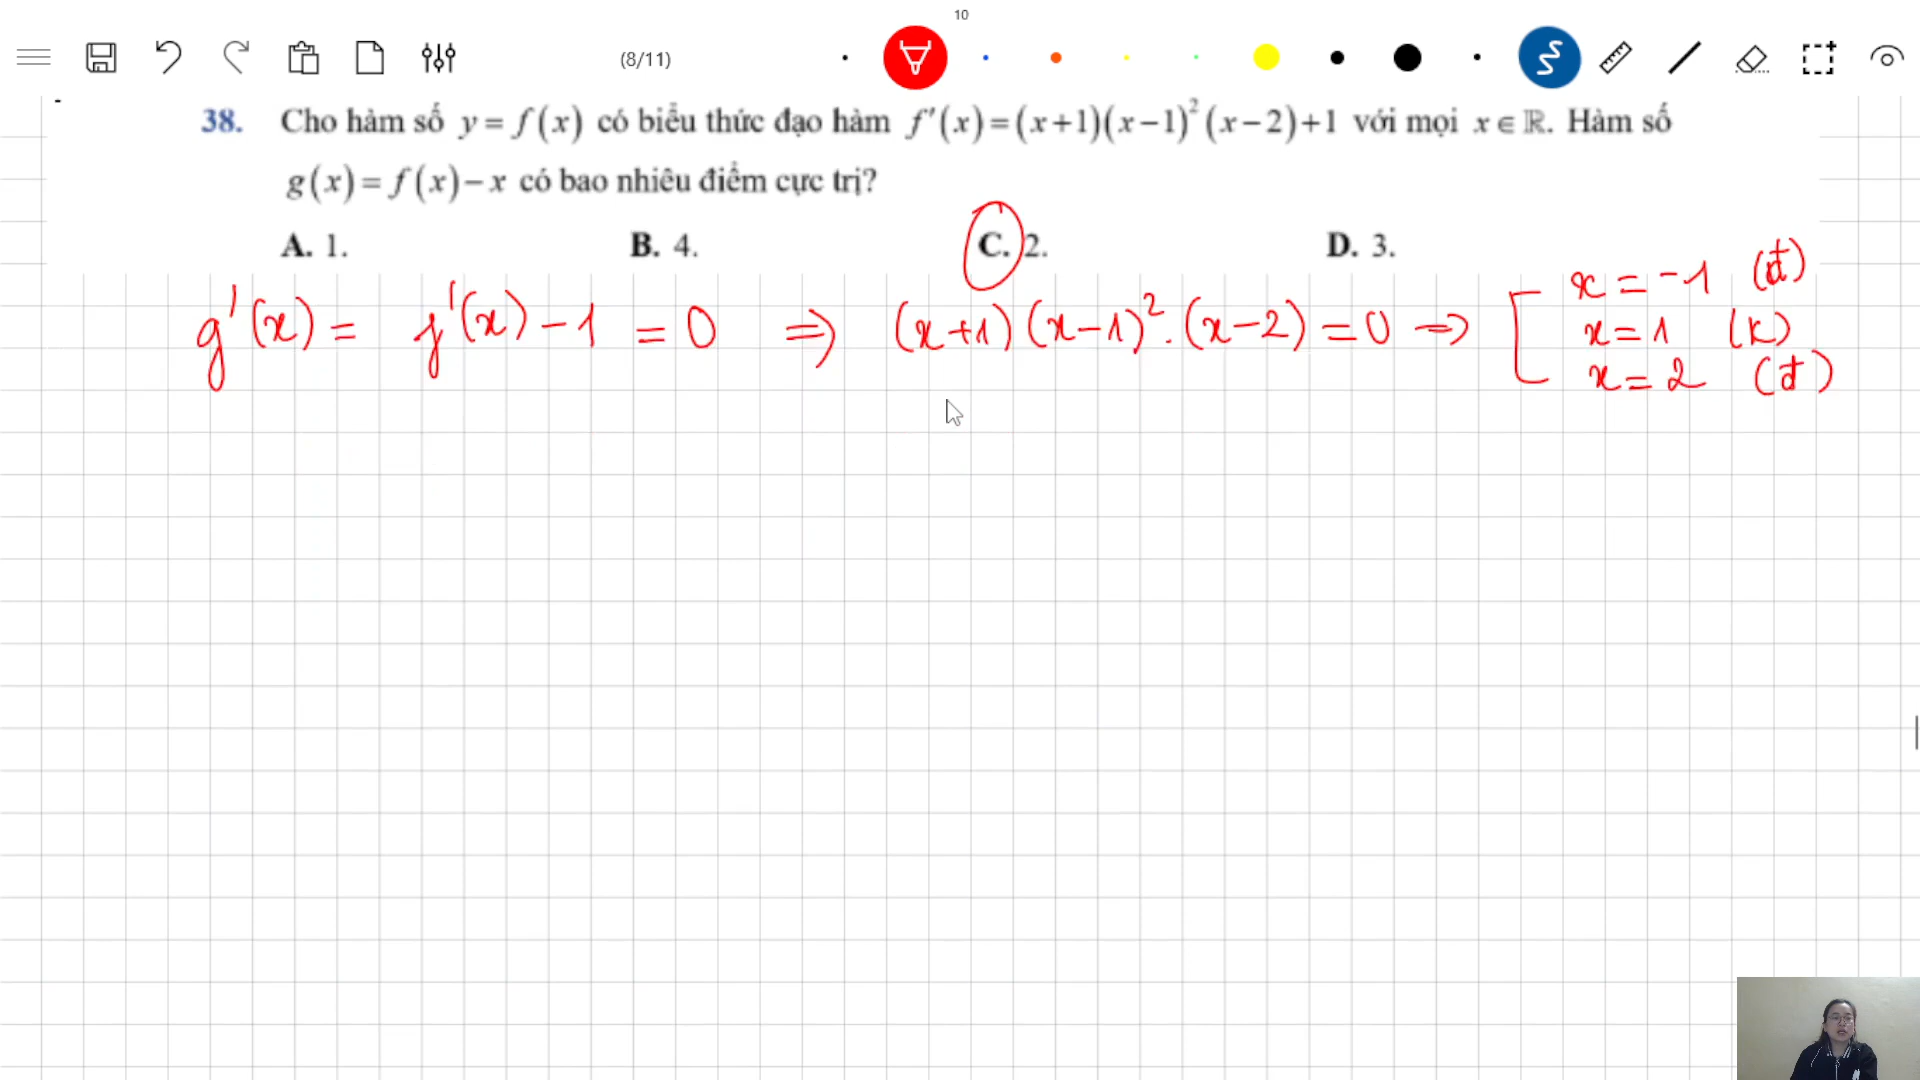 10
(8/11)
38. Cho hàm số y = f(x) có biểu thức đạo hàm f'(x) = (x+1)(x−1)²(x−2)+1 với mọi x ∈ ℝ. Hàm số
g(x) = f(x) − x có bao nhiêu điểm cực trị?
A. 1. B. 4. C. 2. D. 3.
g'(x) = f'(x) − 1 = 0 ⇒ (x+1)(x−1)².(x−2) = 0 ⇒
x = −1 (đ)
x = 1 (k)
x = 2 (đ)